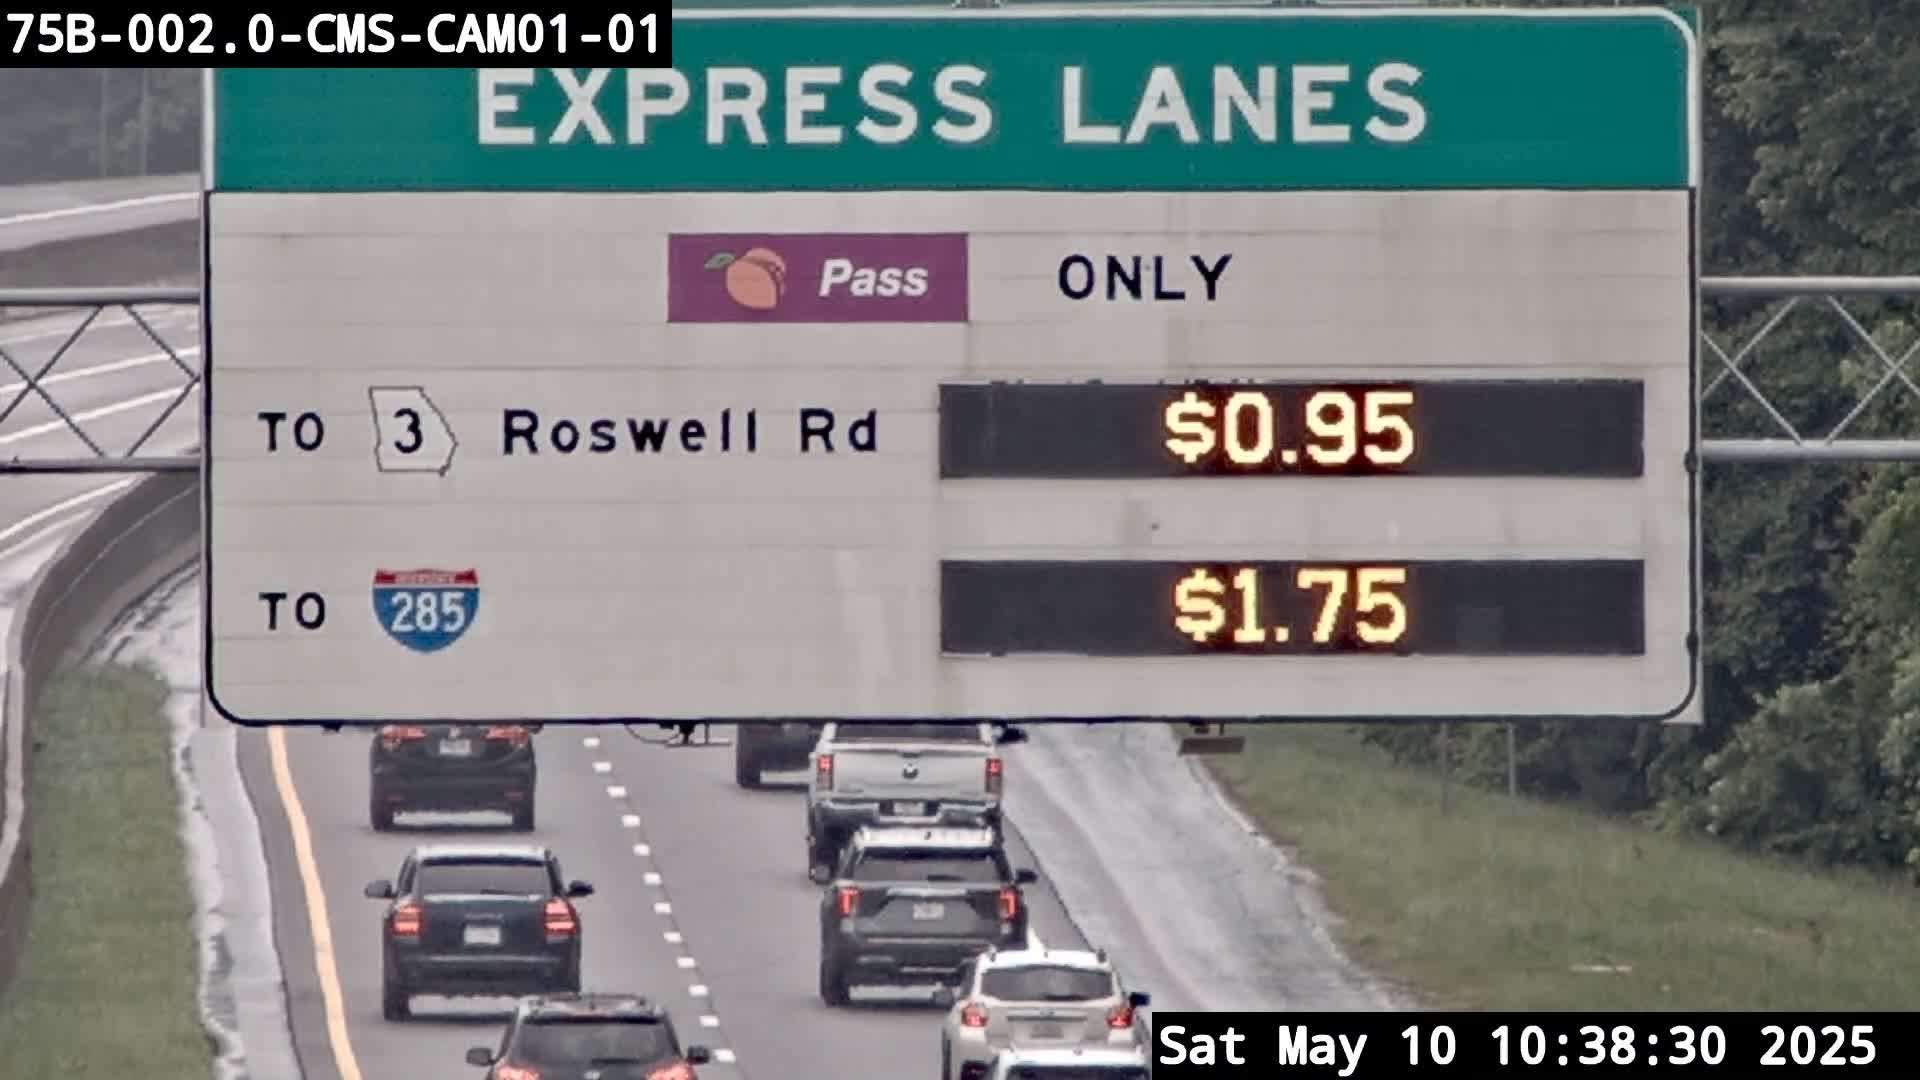 75B-002.0-CMS-CAM01-01
EXPRESS LANES
Pass ONLY
TO 3 Roswell Rd $0.95
TO 285 $1.75
Sat May 10 10:38:30 2025